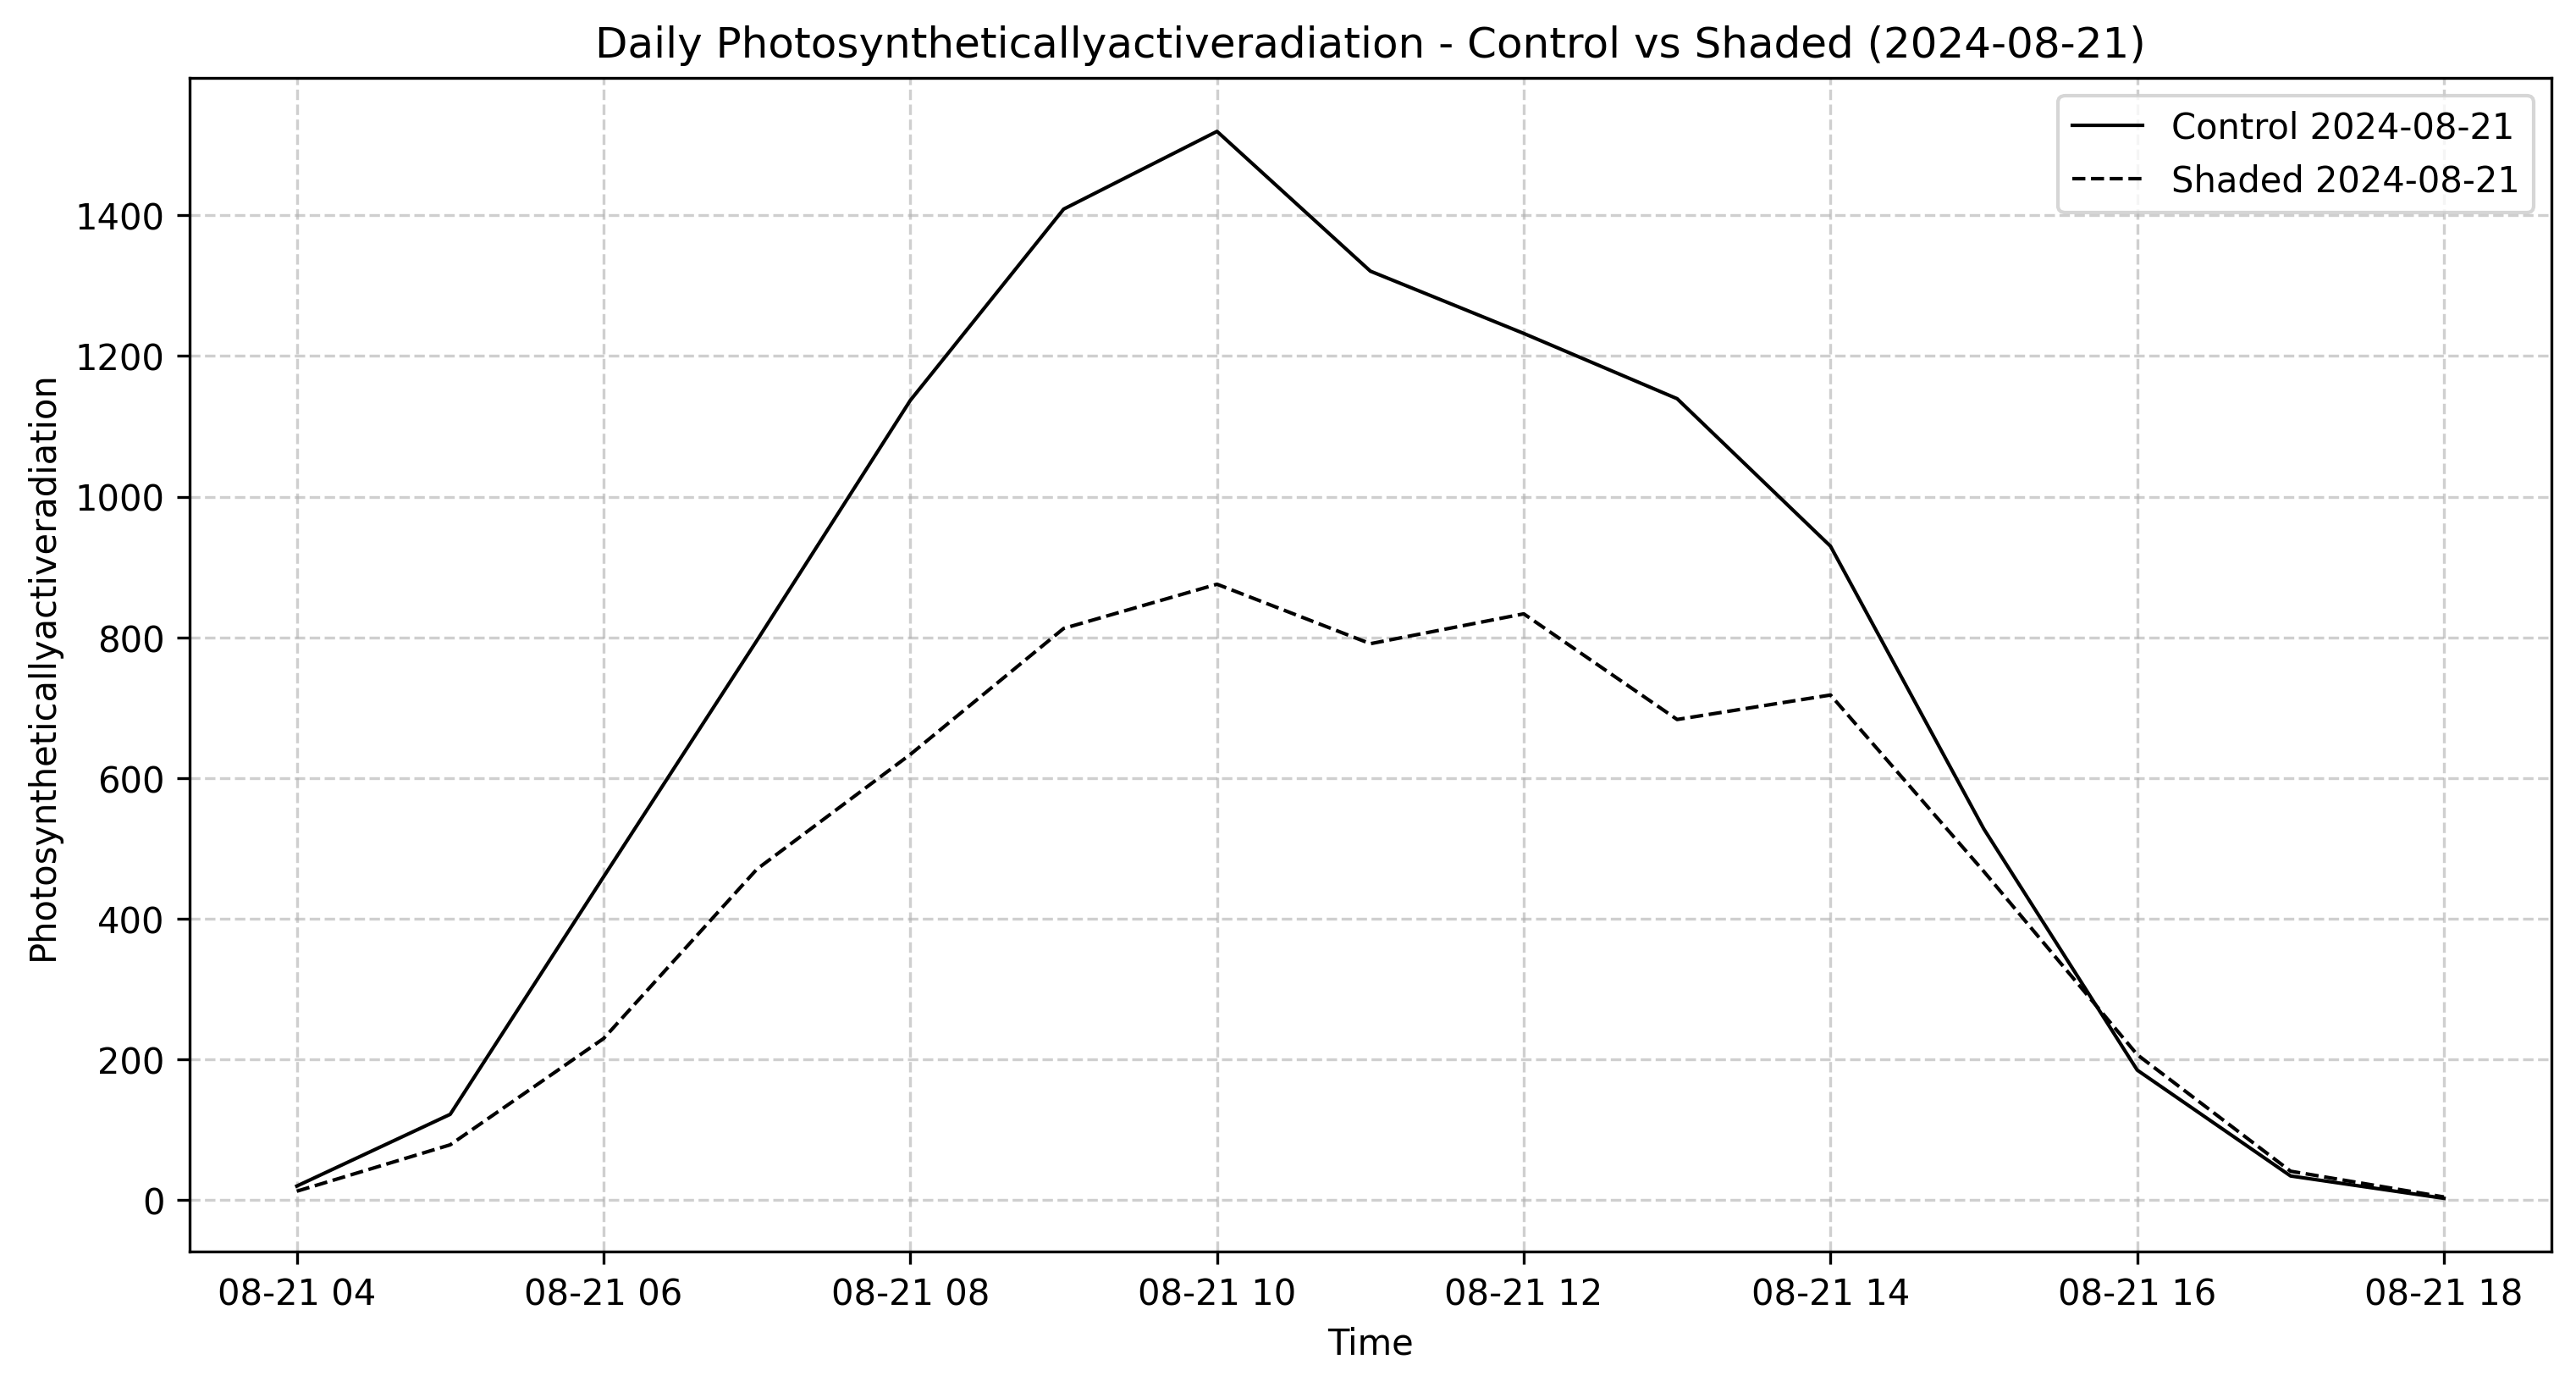 Daily Photosyntheticallyactiveradiation - Control vs Shaded (2024-08-21)
Control 2024-08-21
Shaded 2024-08-21
Photosyntheticallyactiveradiation
1400
1200
1000
800
600
400
200
0
08-21 04 08-21 06 08-21 08 08-21 10 08-21 12 08-21 14 08-21 16 08-21 18
Time